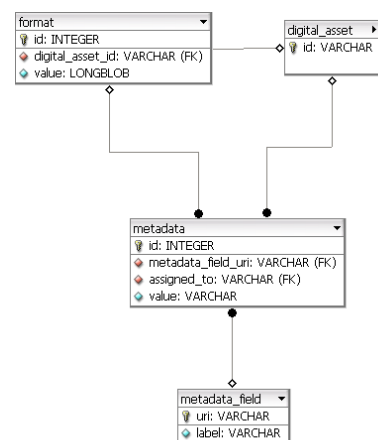 format
id: INTEGER
digital_asset_id: VARCHAR (FK)
value: LONGBLOB
digital_asset
id: VARCHAR
metadata
id: INTEGER
metadata_field_uri: VARCHAR (FK)
assigned_to: VARCHAR (FK)
value: VARCHAR
metadata_field
uri: VARCHAR
label: VARCHAR